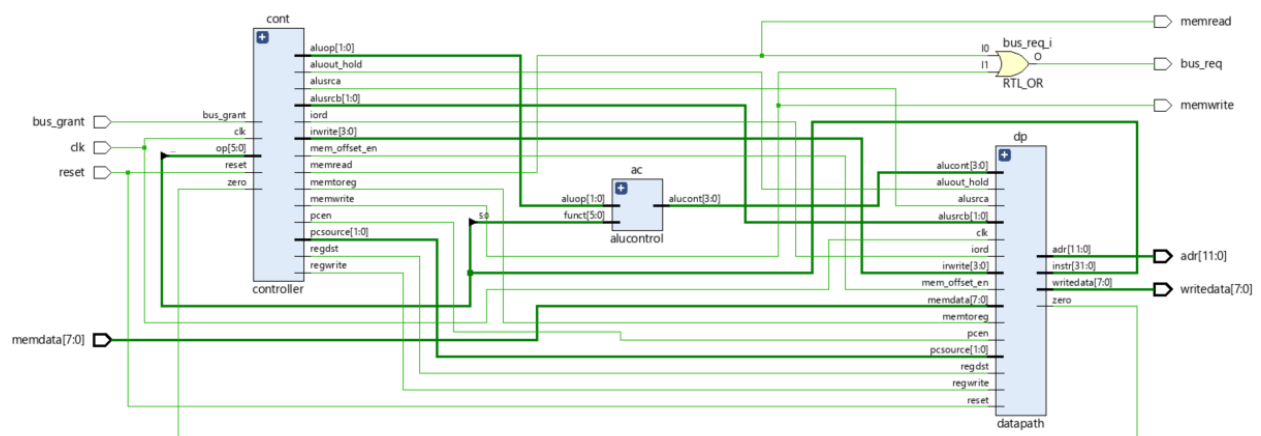 cont
bus_grant
clk
op[5:0]
reset
zero
aluop[1:0]
aluout_hold
alusrca
alusrcb[1:0]
iord
irwrite[3:0]
mem_offset_en
memread
memtoreg
memwrite
pcen
pcsource[1:0]
regdst
regwrite
controller
bus_grant
clk
reset
memdata[7:0]
ac
aluop[1:0]
funct[5:0]
alucont[3:0]
alucontrol
5:0
I0
I1
bus_req_i
O
RTL_OR
memread
bus_req
memwrite
dp
alucont[3:0]
aluout_hold
alusrca
alusrcb[1:0]
clk
iord
irwrite[3:0]
mem_offset_en
memdata[7:0]
memtoreg
pcen
pcsource[1:0]
regdst
regwrite
reset
adr[11:0]
instr[31:0]
writedata[7:0]
zero
datapath
adr[11:0]
writedata[7:0]